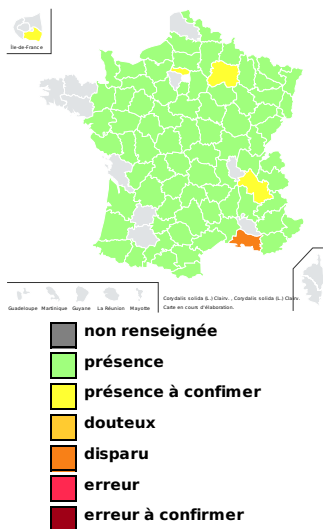 Île-de-France
Guadeloupe Martinique Guyane La Réunion Mayotte
Corydalis solida (L.) Clairv. , Corydalis solida (L.) Clairv.
Carte en cours d'élaboration.
non renseignée
présence
présence à confimer
douteux
disparu
erreur
erreur à confirmer